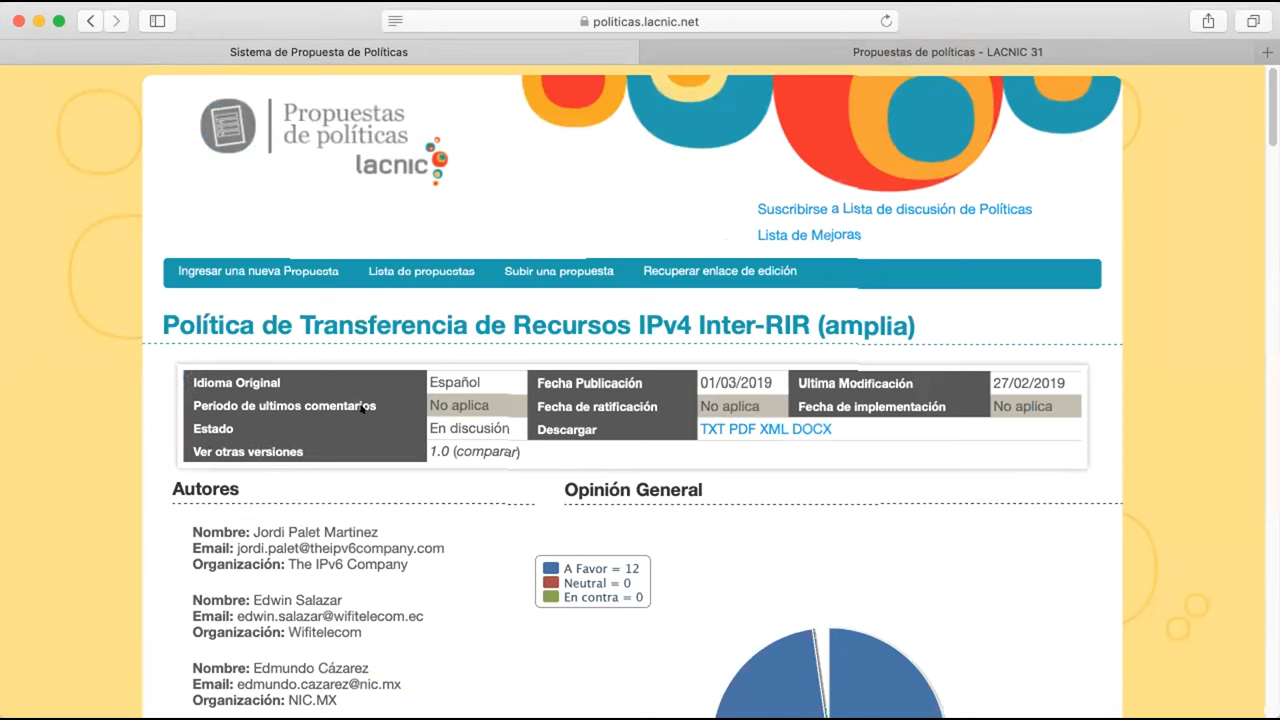 politicas.lacnic.net
Sistema de Propuesta de Políticas
Propuestas de políticas - LACNIC 31
Propuestas
de políticas
lacnic
Suscribirse a Lista de discusión de Políticas
Lista de Mejoras
Ingresar una nueva Propuesta Lista de propuestas Subir una propuesta Recuperar enlace de edición
Política de Transferencia de Recursos IPv4 Inter-RIR (amplia)
Idioma Original Español Fecha Publicación 01/03/2019 Ultima Modificación 27/02/2019
Periodo de ultimos comentarios No aplica Fecha de ratificación No aplica Fecha de implementación No aplica
Estado En discusión Descargar TXT PDF XML DOCX
Ver otras versiones 1.0 (comparar)
Autores
Nombre: Jordi Palet Martinez
Email: jordi.palet@theipv6company.com
Organización: The IPv6 Company
Nombre: Edwin Salazar
Email: edwin.salazar@wifitelecom.ec
Organización: Wifitelecom
Nombre: Edmundo Cázarez
Email: edmundo.cazarez@nic.mx
Organización: NIC.MX
Opinión General
A Favor = 12
Neutral = 0
En contra = 0